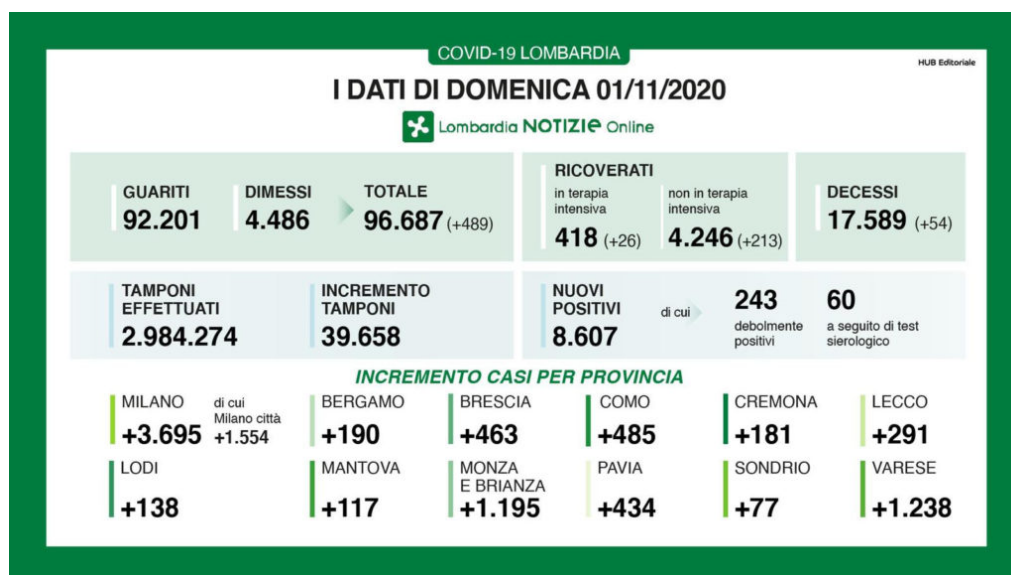 COVID-19 LOMBARDIA
HUB Editoriale
I DATI DI DOMENICA 01/11/2020
Lombardia NOTIZIE Online
GUARITI
92.201
DIMESSI
4.486
TOTALE
96.687 (+489)
RICOVERATI
in terapia
intensiva
418 (+26)
non in terapia
intensiva
4.246 (+213)
DECESSI
17.589 (+54)
TAMPONI
EFFETTUATI
2.984.274
INCREMENTO
TAMPONI
39.658
NUOVI
POSITIVI
8.607
di cui
243
debolmente
positivi
60
a seguito di test
sierologico
INCREMENTO CASI PER PROVINCIA
MILANO
+3.695
di cui
Milano città
+1.554
BERGAMO
+190
BRESCIA
+463
COMO
+485
CREMONA
+181
LECCO
+291
LODI
+138
MANTOVA
+117
MONZA
E BRIANZA
+1.195
PAVIA
+434
SONDRIO
+77
VARESE
+1.238